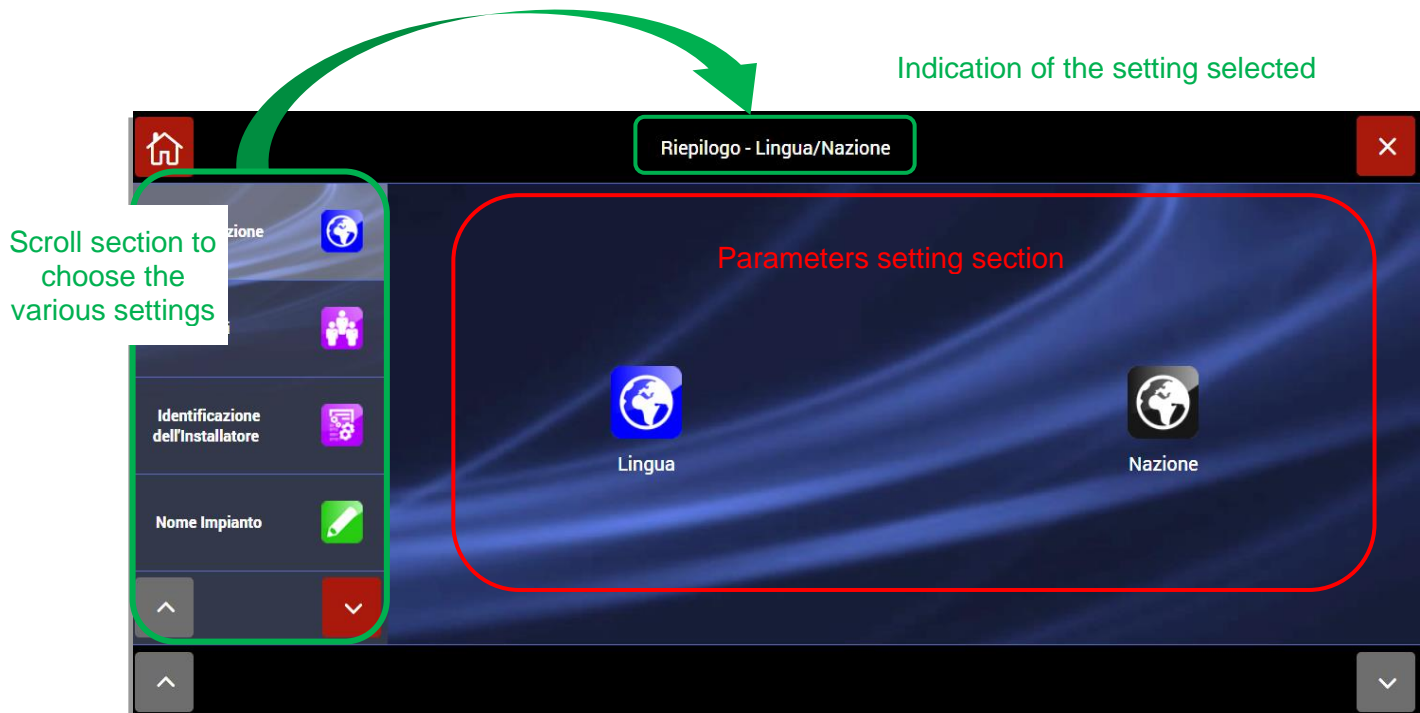 Indication of the setting selected
Riepilogo - Lingua/Nazione
Scroll section to
choose the
various settings
zione
i
Parameters setting section
Identificazione
dell'Installatore
Lingua
Nazione
Nome Impianto